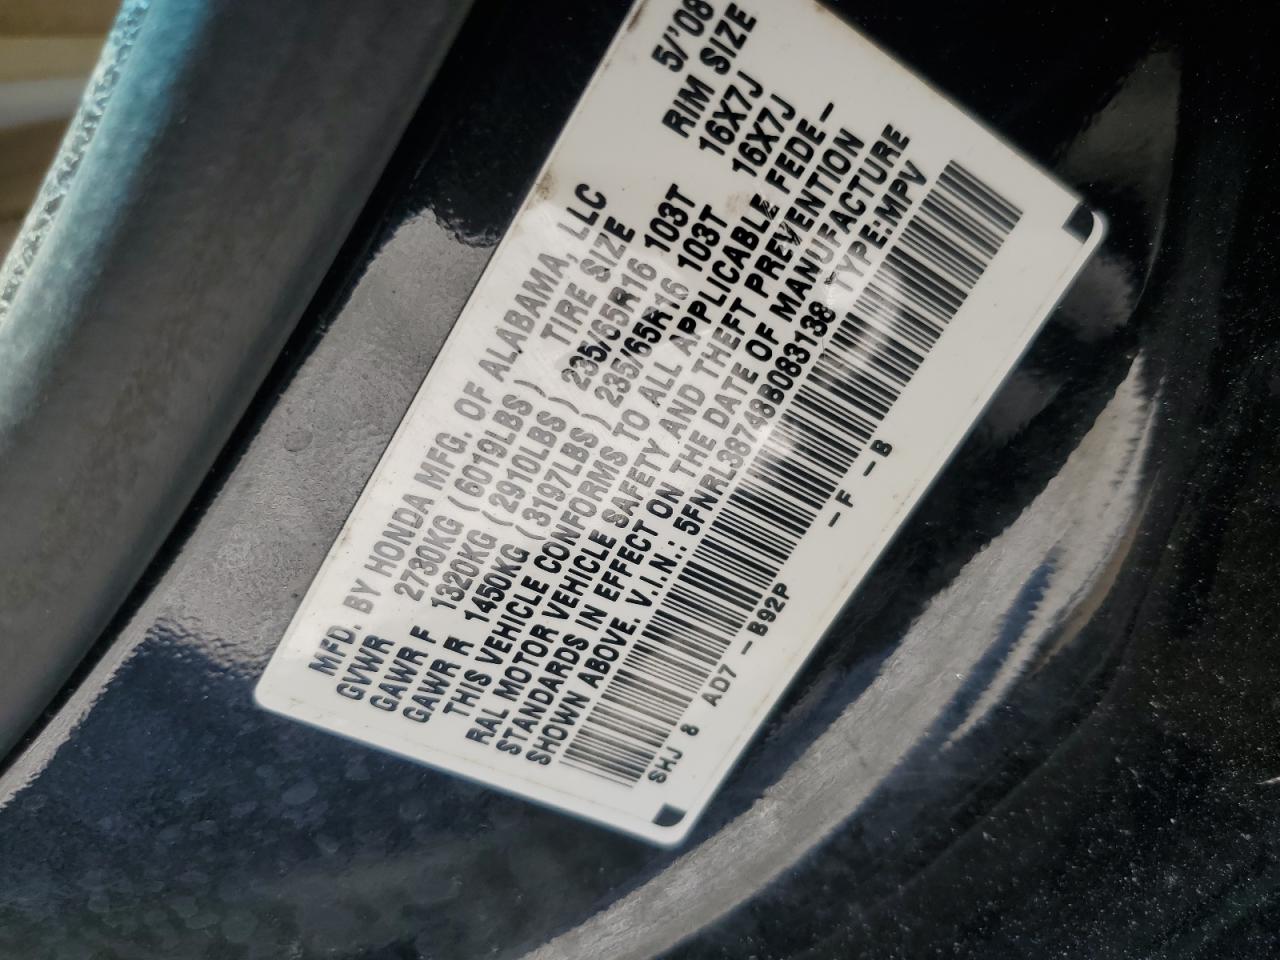 MFD. BY HONDA MFG. OF ALABAMA, LLC 5/'08
GVWR 2730KG (6019LBS) TIRE SIZE RIM SIZE
GAWR F 1320KG (2910LBS) 235/65R16 103T 16X7J
GAWR R 1450KG (3197LBS) 235/65R16 103T 16X7J
THIS VEHICLE CONFORMS TO ALL APPLICABLE FEDE-
RAL MOTOR VEHICLE SAFETY AND THEFT PREVENTION
STANDARDS IN EFFECT ON THE DATE OF MANUFACTURE
SHOWN ABOVE. V.I.N.: 5FNRL38748B083138 TYPE:MPV
SHJ 8 AD7 -B92P -F -B